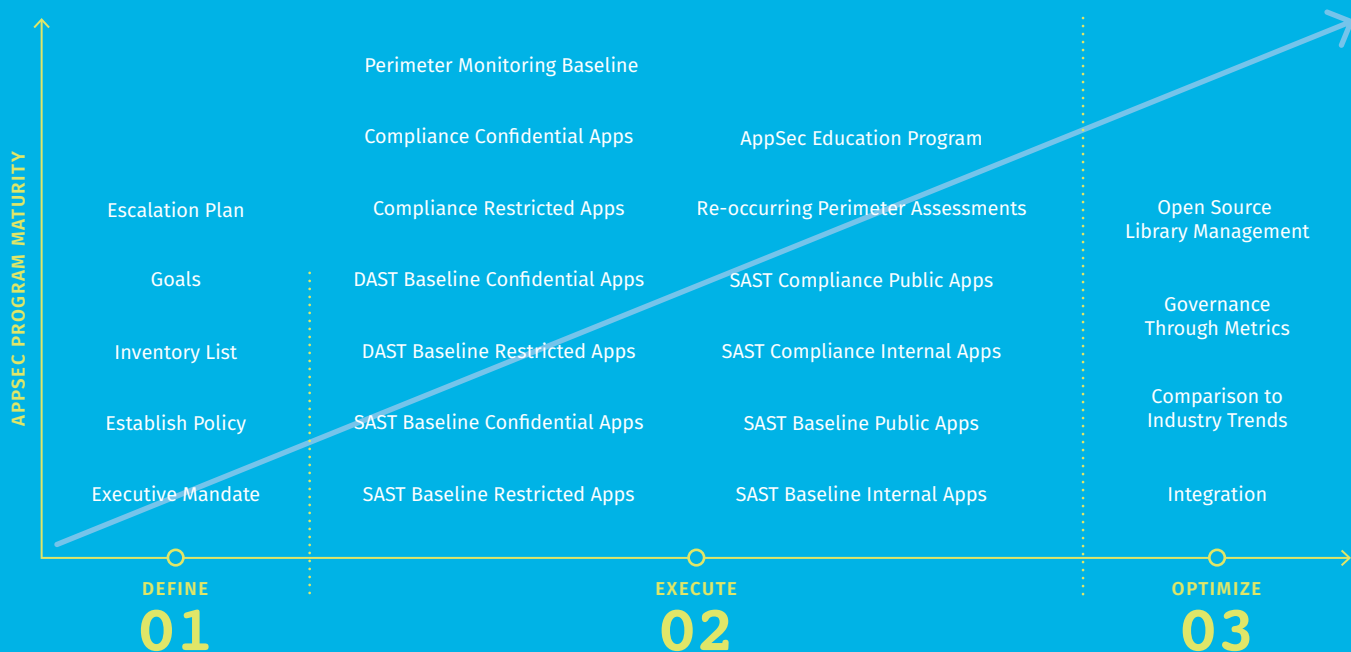 APPSEC PROGRAM MATURITY
Escalation Plan
Goals
Inventory List
Establish Policy
Executive Mandate
Perimeter Monitoring Baseline
Compliance Confidential Apps
Compliance Restricted Apps
DAST Baseline Confidential Apps
DAST Baseline Restricted Apps
SAST Baseline Confidential Apps
SAST Baseline Restricted Apps
AppSec Education Program
Re-occurring Perimeter Assessments
SAST Compliance Public Apps
SAST Compliance Internal Apps
SAST Baseline Public Apps
SAST Baseline Internal Apps
Open Source
Library Management
Governance
Through Metrics
Comparison to
Industry Trends
Integration
DEFINE
01
EXECUTE
02
OPTIMIZE
03